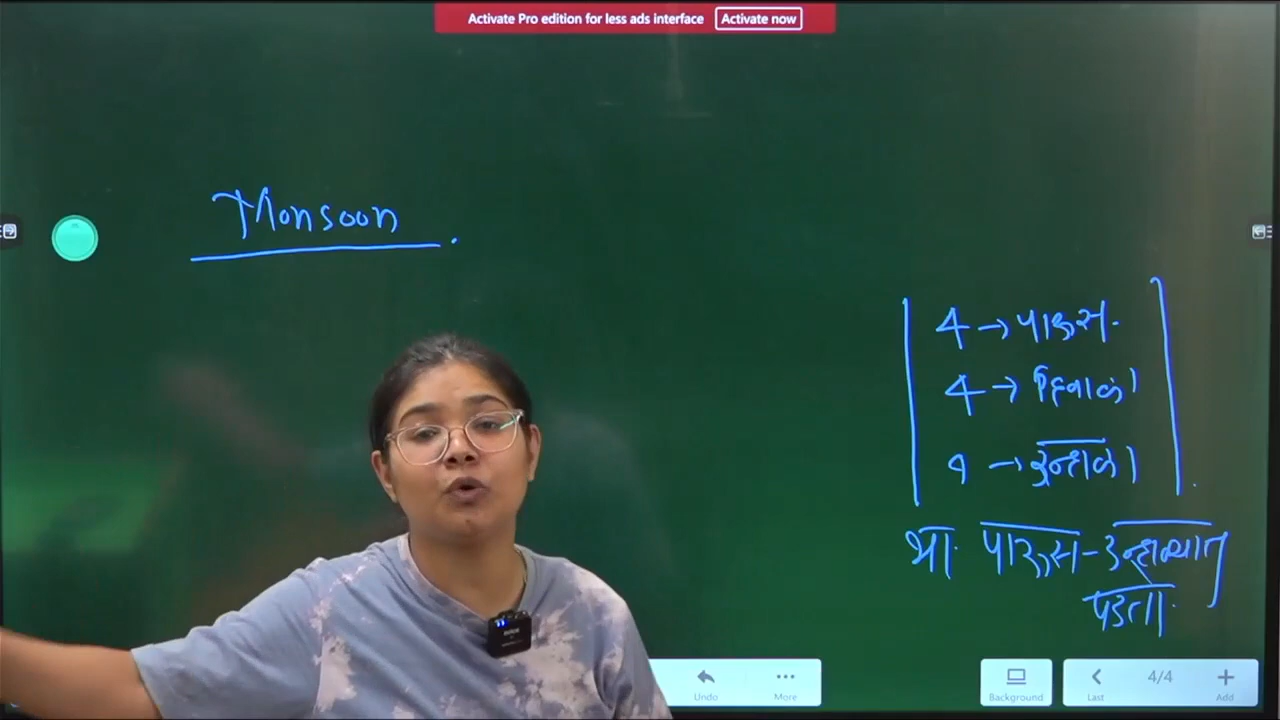 Activate Pro edition for less ads interface Activate now
Monsoon
4 → पाऊस
4 → हिवाळा
4 → उन्हाळा
भा. पाऊस - उन्हाळ्यात
पडतो
Undo
More
Background
Last
4/4
Add